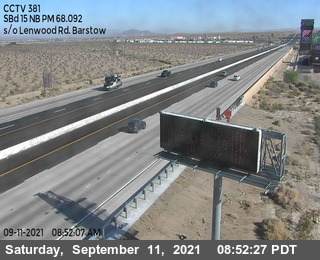 CCTV 381
SBd 15 NB PM 68.092
s/o Lenwood Rd. Barstow
09-11-2021 08:52:07 AM
Saturday, September 11, 2021 08:52:27 PDT